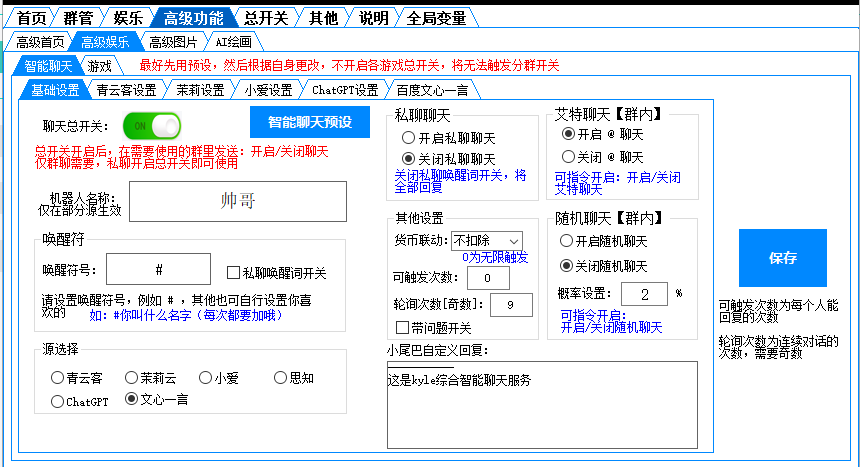 首页 群管 娱乐 高级功能 总开关 其他 说明 全局变量
高级首页 高级娱乐 高级图片 AI绘画
智能聊天 游戏 最好先用预设，然后根据自身更改，不开启各游戏总开关，将无法触发分群开关
基础设置 青云客设置 茉莉设置 小爱设置 ChatGPT设置 百度文心一言
聊天总开关： ON 智能聊天预设
总开关开启后，在需要使用的群里发送：开启/关闭聊天
仅群聊需要，私聊开启总开关即可使用
机器人名称：
仅在部分源生效
帅哥
唤醒符
唤醒符号： # 私聊唤醒词开关
请设置唤醒符号，例如 # ，其他也可自行设置你喜
欢的 如：#你叫什么名字（每次都要加哦）
源选择
青云客 茉莉云 小爱 思知
ChatGPT 文心一言
私聊聊天
开启私聊聊天
关闭私聊聊天
关闭私聊唤醒词开关，将
全部回复
其他设置
货币联动： 不扣除
0为无限触发
可触发次数： 0
轮询次数[奇数]： 9
带问题开关
小尾巴自定义回复：
————————
这是kyle综合智能聊天服务
艾特聊天【群内】
开启 @ 聊天
关闭 @ 聊天
可指令开启：开启/关闭
艾特聊天
随机聊天【群内】
开启随机聊天
关闭随机聊天
概率设置： 2 %
可指令开启：
开启/关闭随机聊天
保存
可触发次数为每个人能
回复的次数
轮询次数为连续对话的
次数，需要奇数